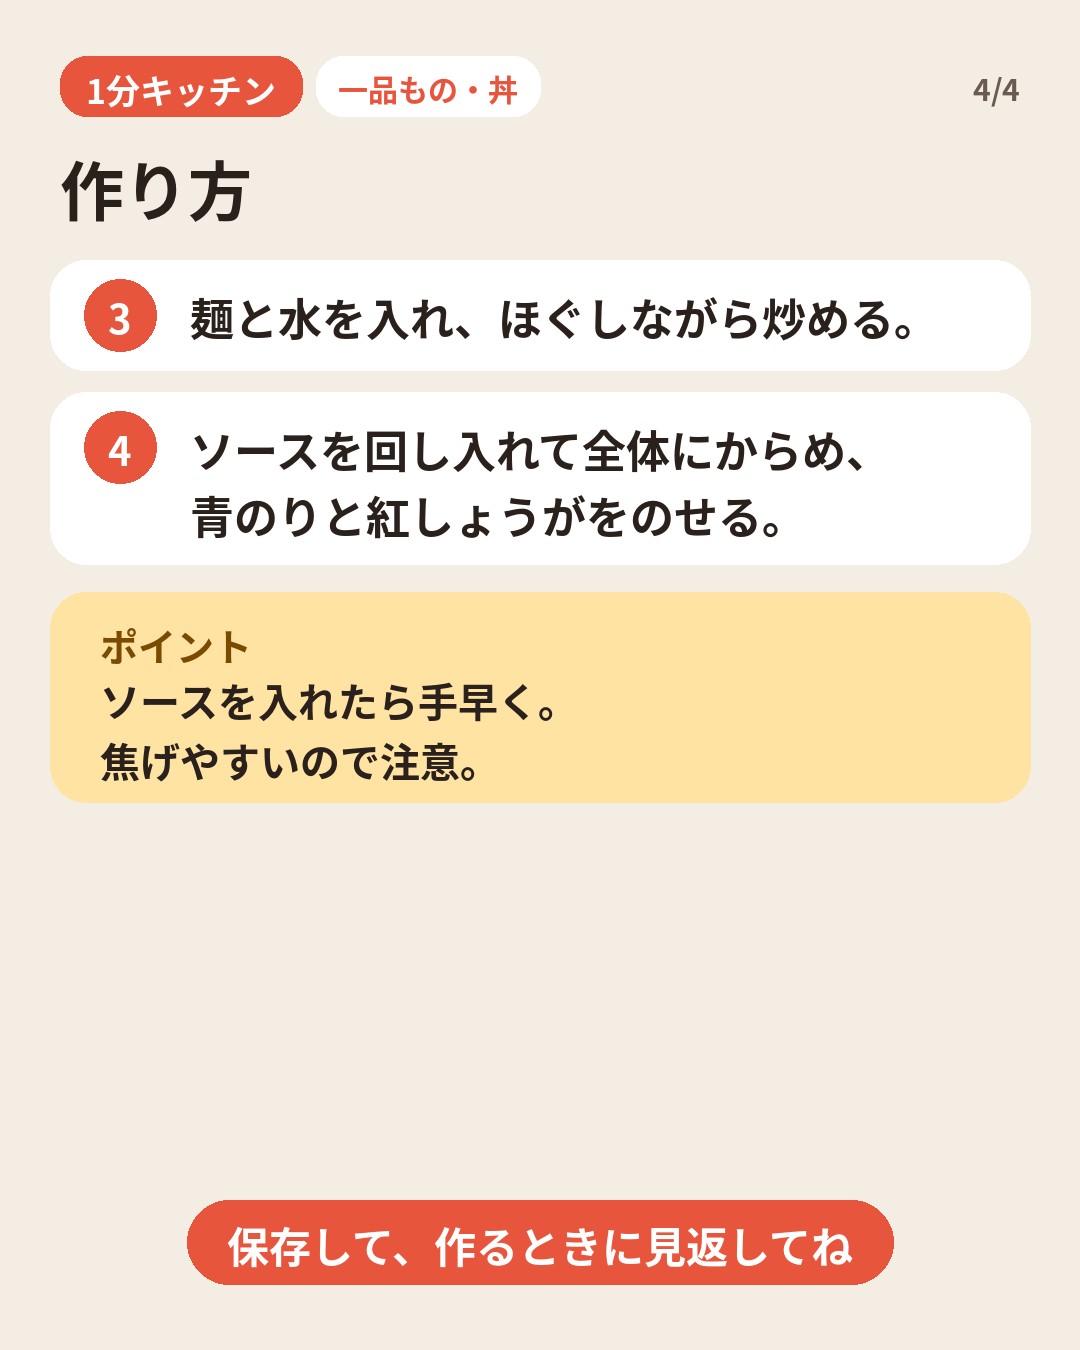 1分キッチン
一品もの・丼
4/4
作り方
3 麺と水を入れ、ほぐしながら炒める。
4 ソースを回し入れて全体にからめ、
青のりと紅しょうがをのせる。
ポイント
ソースを入れたら手早く。
焦げやすいので注意。
保存して、作るときに見返してね